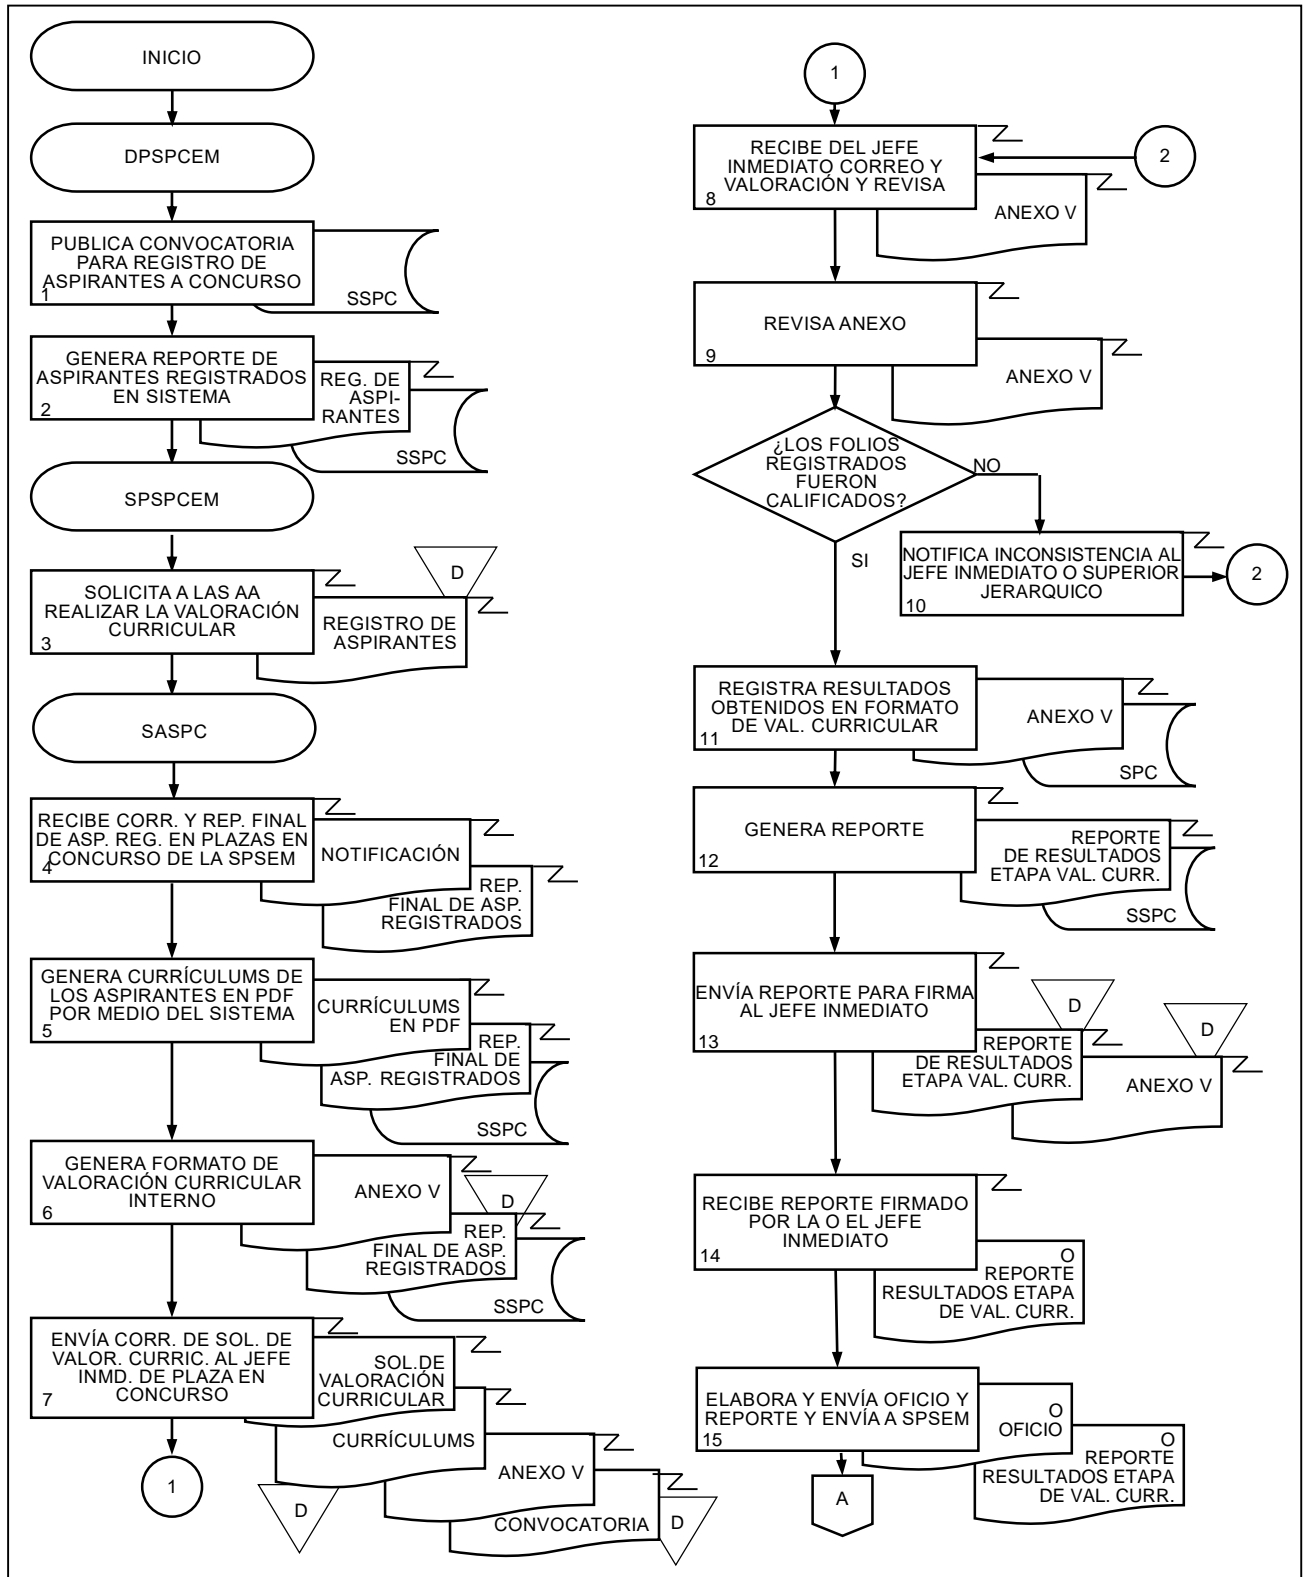 INICIO
DPSPCEM
PUBLICA CONVOCATORIA
PARA REGISTRO DE
ASPIRANTES A CONCURSO
1
SSPC
GENERA REPORTE DE
ASPIRANTES REGISTRADOS
EN SISTEMA
2
REG. DE
ASPI-
RANTES
SSPC
SPSPCEM
SOLICITA A LAS AA
REALIZAR LA VALORACIÓN
CURRICULAR
3
D
REGISTRO DE
ASPIRANTES
SASPC
RECIBE CORR. Y REP. FINAL
DE ASP. REG. EN PLAZAS EN
CONCURSO DE LA SPSEM
4
NOTIFICACIÓN
REP.
FINAL DE ASP.
REGISTRADOS
GENERA CURRÍCULUMS DE
LOS ASPIRANTES EN PDF
POR MEDIO DEL SISTEMA
5
CURRÍCULUMS
EN PDF
REP.
FINAL DE
ASP. REGISTRADOS
SSPC
GENERA FORMATO DE
VALORACIÓN CURRICULAR
INTERNO
6
ANEXO V
D
REP.
FINAL DE ASP.
REGISTRADOS
SSPC
ENVÍA CORR. DE SOL. DE
VALOR. CURRIC. AL JEFE
INMD. DE PLAZA EN
CONCURSO
7
SOL.DE
VALORACIÓN
CURRICULAR
CURRÍCULUMS
D
ANEXO V
CONVOCATORIA
D
1
1
RECIBE DEL JEFE
INMEDIATO CORREO Y
VALORACIÓN Y REVISA
8
2
ANEXO V
REVISA ANEXO
9
ANEXO V
¿LOS FOLIOS
REGISTRADOS
FUERON
CALIFICADOS?
NO
SI
NOTIFICA INCONSISTENCIA AL
JEFE INMEDIATO O SUPERIOR
JERARQUICO
10
2
REGISTRA RESULTADOS
OBTENIDOS EN FORMATO
DE VAL. CURRICULAR
11
ANEXO V
SPC
GENERA REPORTE
12
REPORTE
DE RESULTADOS
ETAPA VAL. CURR.
SSPC
ENVÍA REPORTE PARA FIRMA
AL JEFE INMEDIATO
13
D
REPORTE
DE RESULTADOS
ETAPA VAL. CURR.
D
ANEXO V
RECIBE REPORTE FIRMADO
POR LA O EL JEFE
INMEDIATO
14
O
REPORTE
RESULTADOS ETAPA
DE VAL. CURR.
ELABORA Y ENVÍA OFICIO Y
REPORTE Y ENVÍA A SPSEM
15
O
OFICIO
O
REPORTE
RESULTADOS ETAPA
DE VAL. CURR.
A